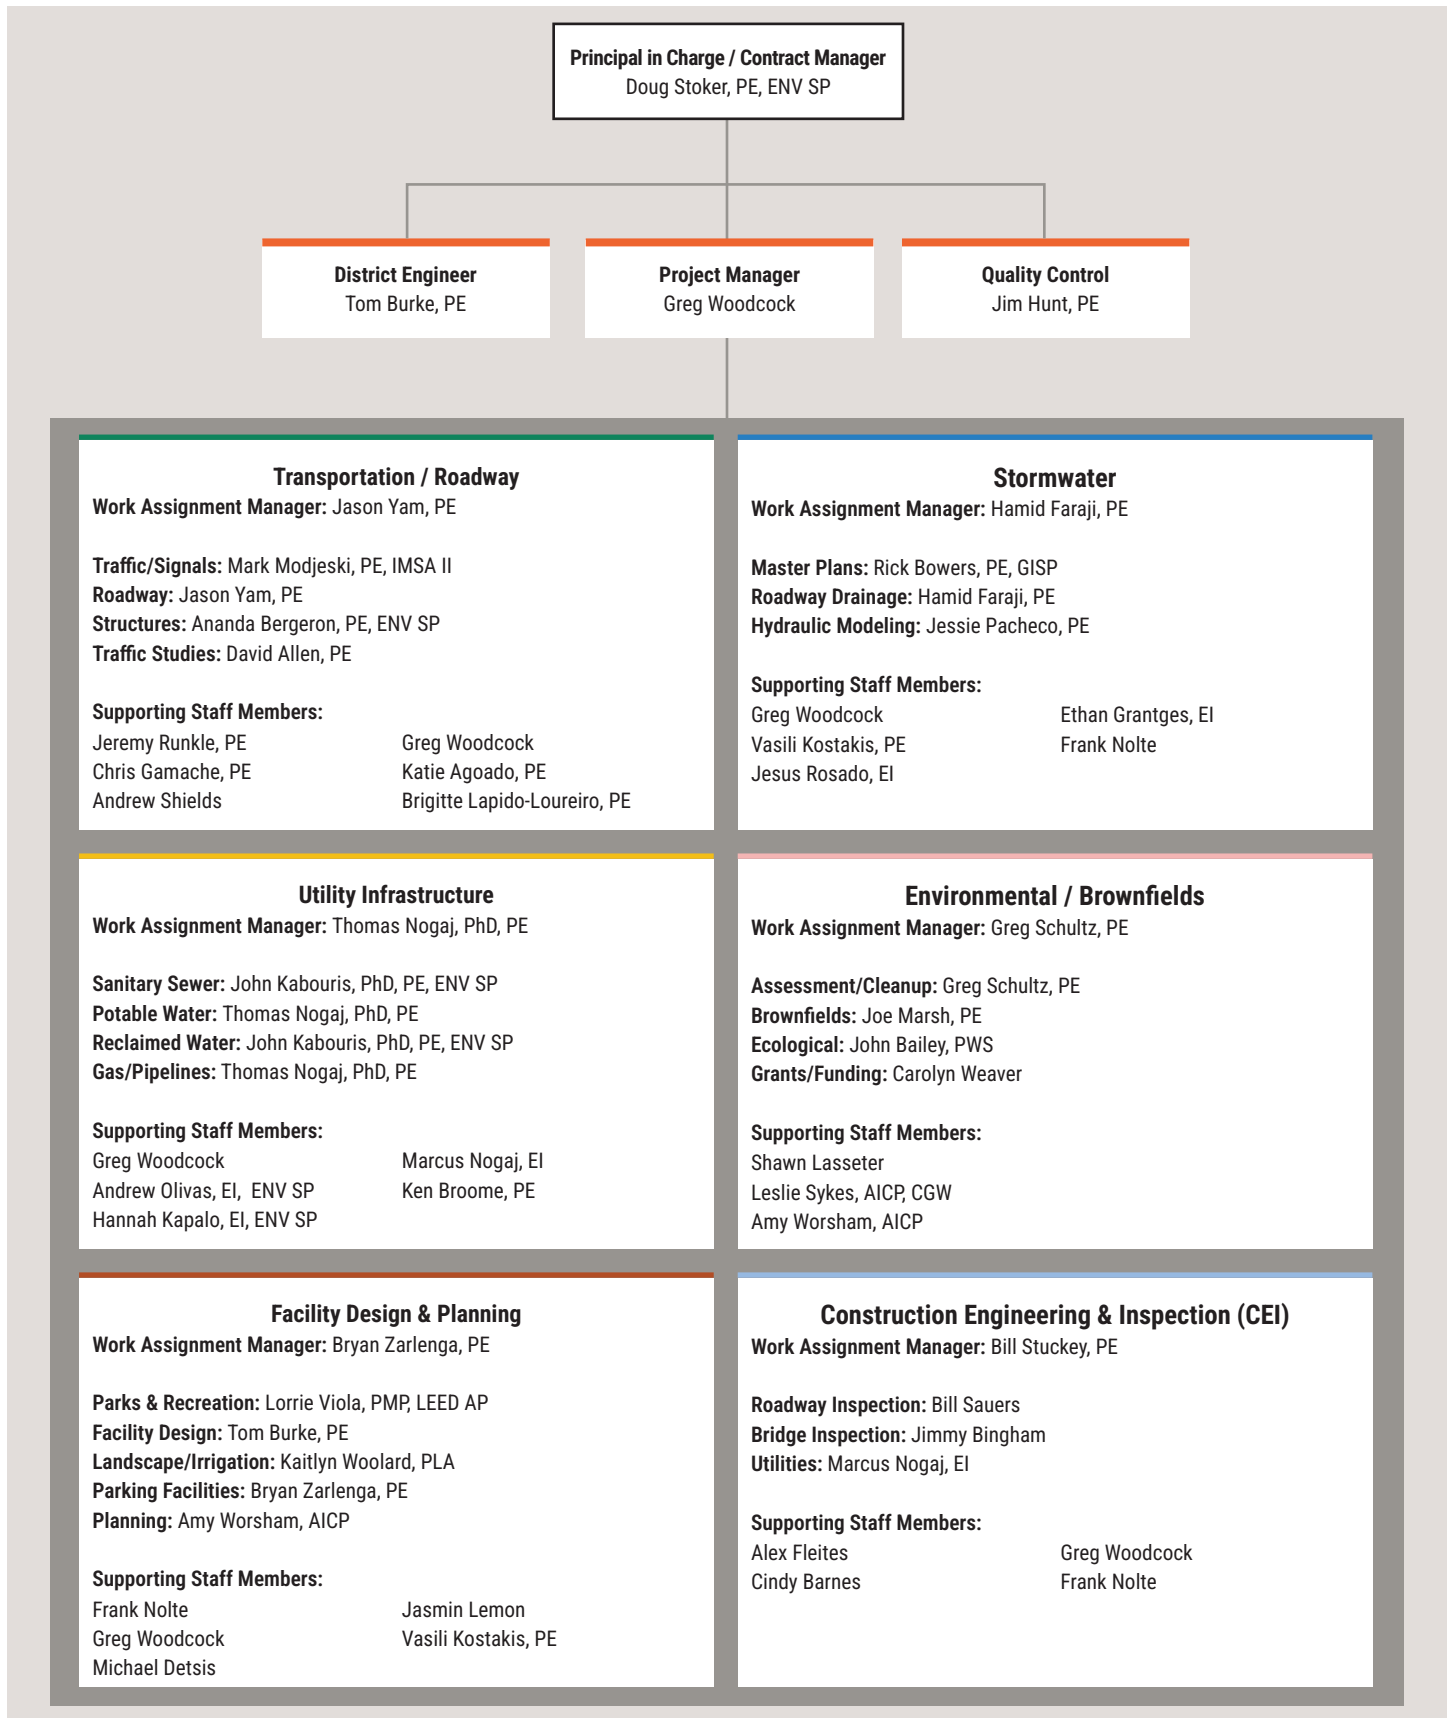 Principal in Charge / Contract Manager
Doug Stoker, PE, ENV SP
District Engineer
Tom Burke, PE
Project Manager
Greg Woodcock
Quality Control
Jim Hunt, PE
Transportation / Roadway
Work Assignment Manager: Jason Yam, PE
Traffic/Signals: Mark Modjeski, PE, IMSA II
Roadway: Jason Yam, PE
Structures: Ananda Bergeron, PE, ENV SP
Traffic Studies: David Allen, PE
Supporting Staff Members:
Jeremy Runkle, PE
Chris Gamache, PE
Andrew Shields
Greg Woodcock
Katie Agoado, PE
Brigitte Lapido-Loureiro, PE
Stormwater
Work Assignment Manager: Hamid Faraji, PE
Master Plans: Rick Bowers, PE, GISP
Roadway Drainage: Hamid Faraji, PE
Hydraulic Modeling: Jessie Pacheco, PE
Supporting Staff Members:
Greg Woodcock
Vasili Kostakis, PE
Jesus Rosado, EI
Ethan Grantges, EI
Frank Nolte
Utility Infrastructure
Work Assignment Manager: Thomas Nogaj, PhD, PE
Sanitary Sewer: John Kabouris, PhD, PE, ENV SP
Potable Water: Thomas Nogaj, PhD, PE
Reclaimed Water: John Kabouris, PhD, PE, ENV SP
Gas/Pipelines: Thomas Nogaj, PhD, PE
Supporting Staff Members:
Greg Woodcock
Andrew Olivas, EI, ENV SP
Hannah Kapalo, EI, ENV SP
Marcus Nogaj, EI
Ken Broome, PE
Environmental / Brownfields
Work Assignment Manager: Greg Schultz, PE
Assessment/Cleanup: Greg Schultz, PE
Brownfields: Joe Marsh, PE
Ecological: John Bailey, PWS
Grants/Funding: Carolyn Weaver
Supporting Staff Members:
Shawn Lasseter
Leslie Sykes, AICP, CGW
Amy Worsham, AICP
Facility Design & Planning
Work Assignment Manager: Bryan Zarlenga, PE
Parks & Recreation: Lorrie Viola, PMP, LEED AP
Facility Design: Tom Burke, PE
Landscape/Irrigation: Kaitlyn Woolard, PLA
Parking Facilities: Bryan Zarlenga, PE
Planning: Amy Worsham, AICP
Supporting Staff Members:
Frank Nolte
Greg Woodcock
Michael Detsis
Jasmin Lemon
Vasili Kostakis, PE
Construction Engineering & Inspection (CEI)
Work Assignment Manager: Bill Stuckey, PE
Roadway Inspection: Bill Sauers
Bridge Inspection: Jimmy Bingham
Utilities: Marcus Nogaj, EI
Supporting Staff Members:
Alex Fleites
Cindy Barnes
Greg Woodcock
Frank Nolte